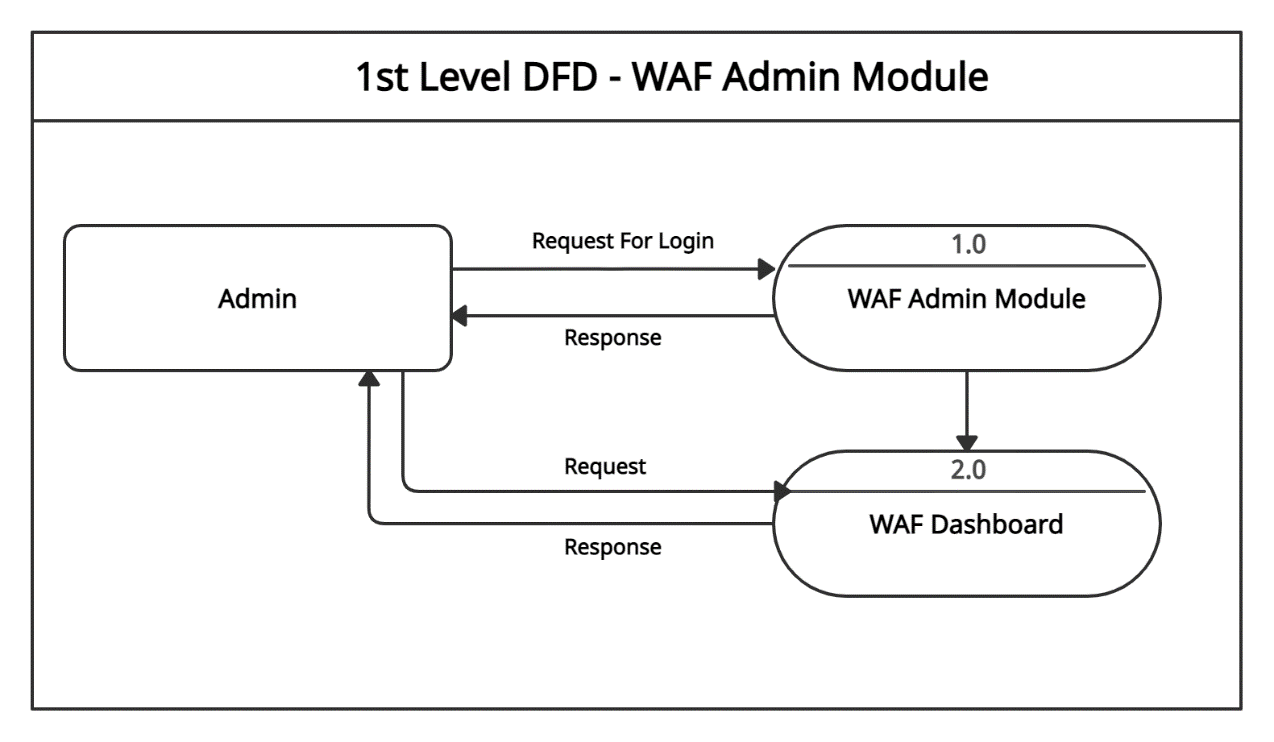 1st Level DFD - WAF Admin Module
Request For Login
1.0
Admin
WAF Admin Module
Response
Request
2.0
WAF Dashboard
Response